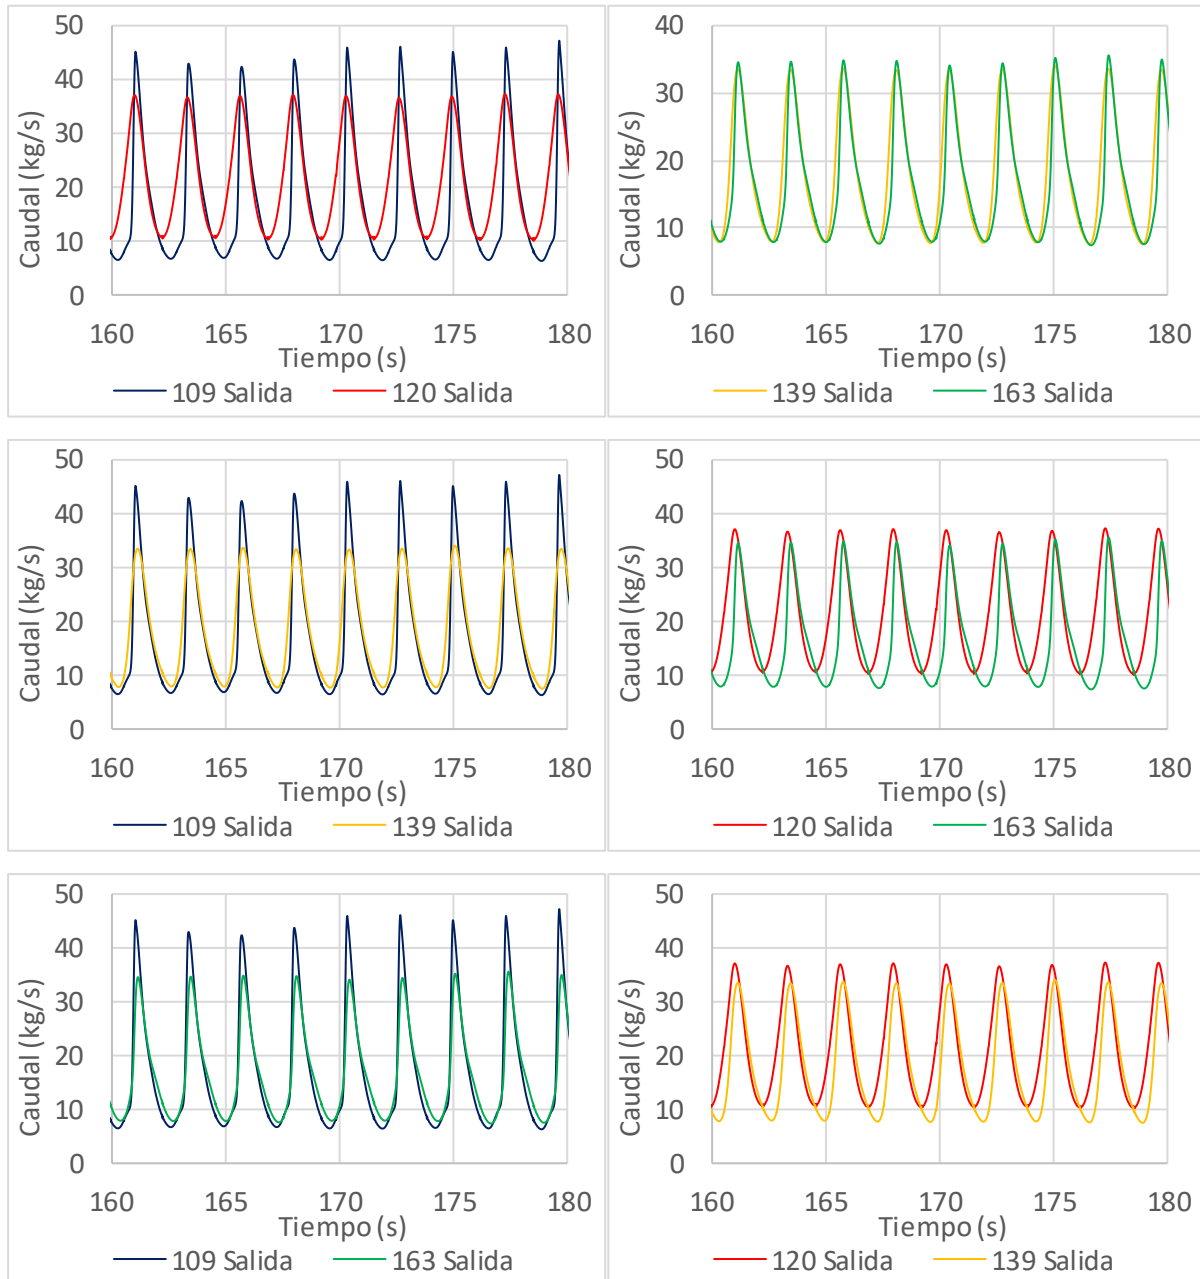 50
40
30
20
10
0
Caudal (kg/s)
160 165 170 175 180
Tiempo (s)
109 Salida 120 Salida
40
30
20
10
0
Caudal (kg/s)
160 165 170 175 180
Tiempo (s)
139 Salida 163 Salida
50
40
30
20
10
0
Caudal (kg/s)
160 165 170 175 180
Tiempo (s)
109 Salida 139 Salida
50
40
30
20
10
0
Caudal (kg/s)
160 165 170 175 180
Tiempo (s)
120 Salida 163 Salida
50
40
30
20
10
0
Caudal (kg/s)
160 165 170 175 180
Tiempo (s)
109 Salida 163 Salida
50
40
30
20
10
0
Caudal (kg/s)
160 165 170 175 180
Tiempo (s)
120 Salida 139 Salida